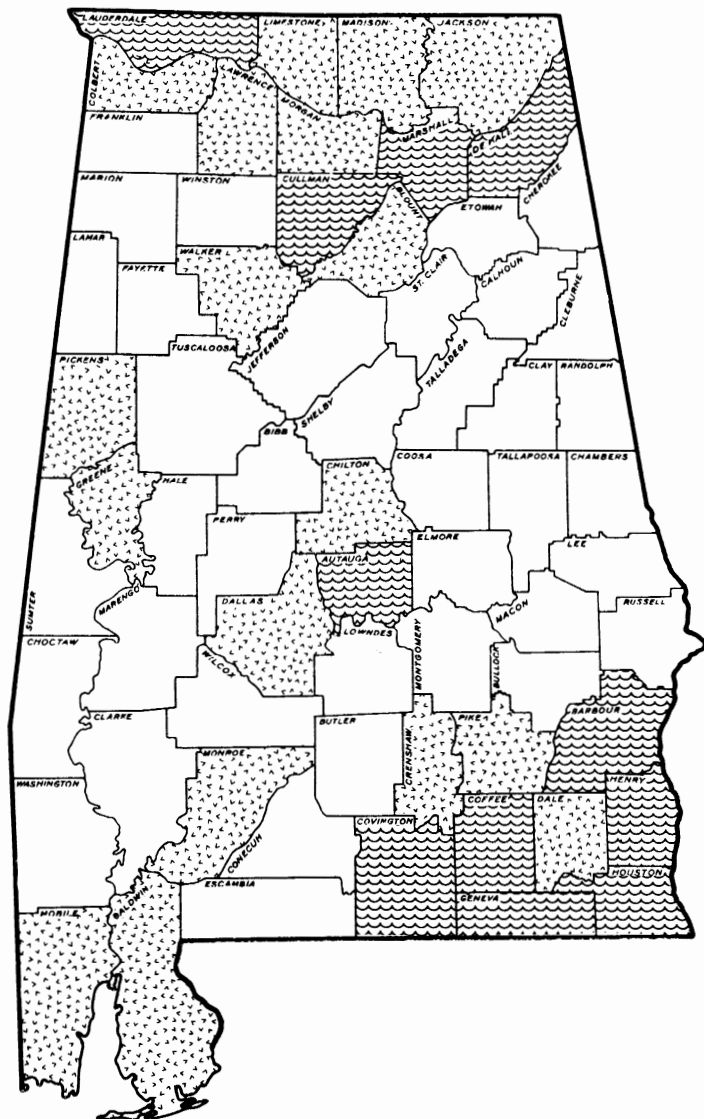 LAUDERDALE
LIMESTONE
MADISON
JACKSON
COLBERT
LAWRENCE
MORGAN
FRANKLIN
MARSHALL
DE KALB
MARION
WINSTON
CULLMAN
BLOUNT
ETOWAH
CHEROKEE
LAMAR
FAYETTE
WALKER
ST. CLAIR
CALHOUN
CLEBURNE
TUSCALOOSA
JEFFERSON
TALLADEGA
PICKENS
SHELBY
CLAY
RANDOLPH
BIBB
GREENE
HALE
CHILTON
COOSA
TALLAPOOSA
CHAMBERS
PERRY
ELMORE
LEE
AUTAUGA
SUMTER
MARENGO
DALLAS
MACON
RUSSELL
CHOCTAW
WILCOX
LOWNDES
MONTGOMERY
BULLOCK
CLARKE
BUTLER
CRENSHAW
PIKE
BARBOUR
WASHINGTON
MONROE
CONECUH
HENRY
COVINGTON
COFFEE
DALE
ESCAMBIA
GENEVA
HOUSTON
MOBILE
BALDWIN